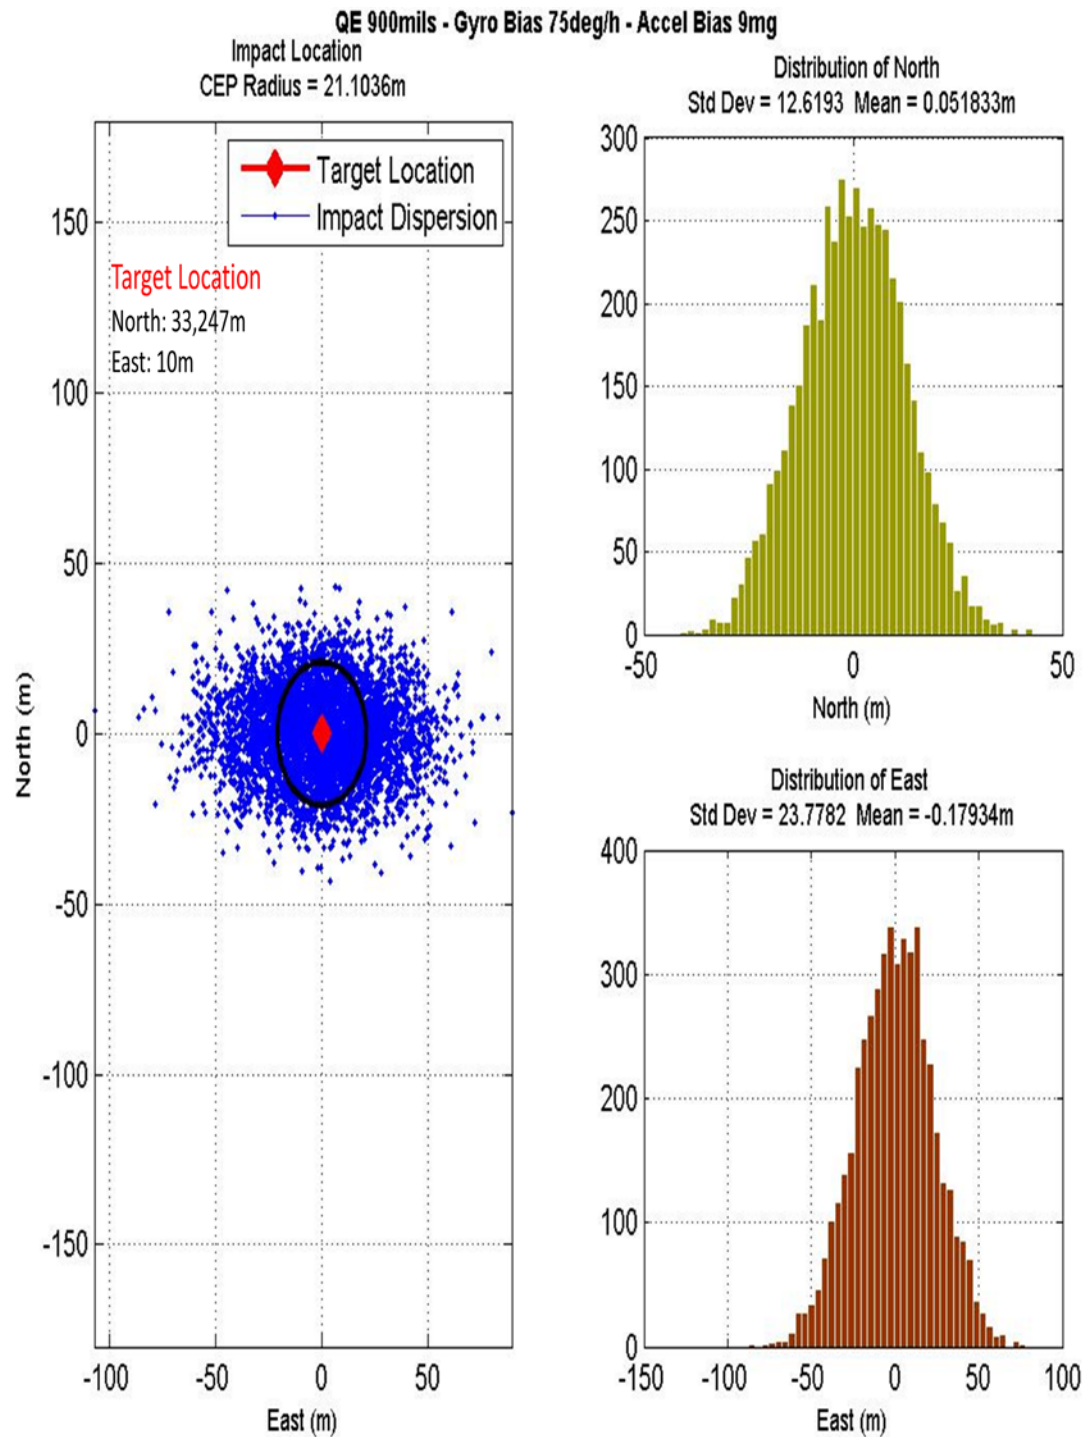 QE 900mils - Gyro Bias 75deg/h - Accel Bias 9mg
Impact Location
CEP Radius = 21.1036m
Target Location
Impact Dispersion
Target Location
North: 33,247m
East: 10m
150
100
50
0
-50
-100
-150
North (m)
-100 -50 0 50
East (m)
Distribution of North
Std Dev = 12.6193 Mean = 0.051833m
300
250
200
150
100
50
0
-50 0 50
North (m)
Distribution of East
Std Dev = 23.7782 Mean = -0.17934m
400
300
200
100
0
-150 -100 -50 0 50 100
East (m)